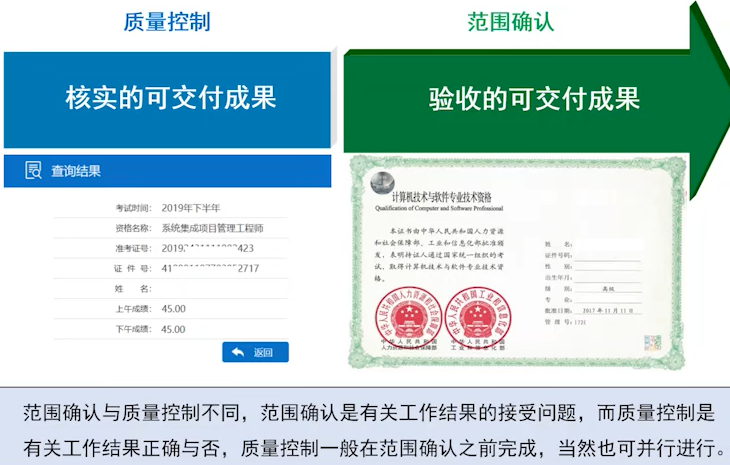 质量控制
范围确认
核实的可交付成果
验收的可交付成果
查询结果
考试时间： 2019年下半年
资格名称： 系统集成项目管理工程师
准考证号：
证 件 号：
姓 名：
上午成绩： 45.00
下午成绩： 45.00
返回
计算机技术与软件专业技术资格
Qualification of Computer and Software Professional
本证书由中华人民共和国人力资源
和社会保障部、工业和信息化部批准颁
发，表明持证人通过国家统一组织的考
试，取得计算机技术与软件专业技术资
格。
姓 名：
证件号码：
性 别：
出生年月：
级 别： 高级
专 业：
批准日期： 2017年11月11日
管 理 号：
中华人民共和国
人力资源和社会保障部
中华人民共和国
工业和信息化部
范围确认与质量控制不同，范围确认是有关工作结果的接受问题，而质量控制是
有关工作结果正确与否，质量控制一般在范围确认之前完成，当然也可并行进行。